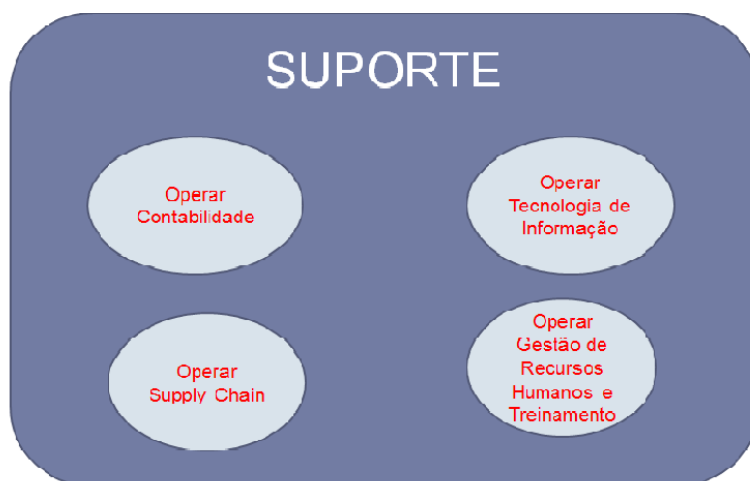 SUPORTE
Operar
Contabilidade
Operar
Tecnologia de
Informação
Operar
Supply Chain
Operar
Gestão de
Recursos
Humanos e
Treinamento